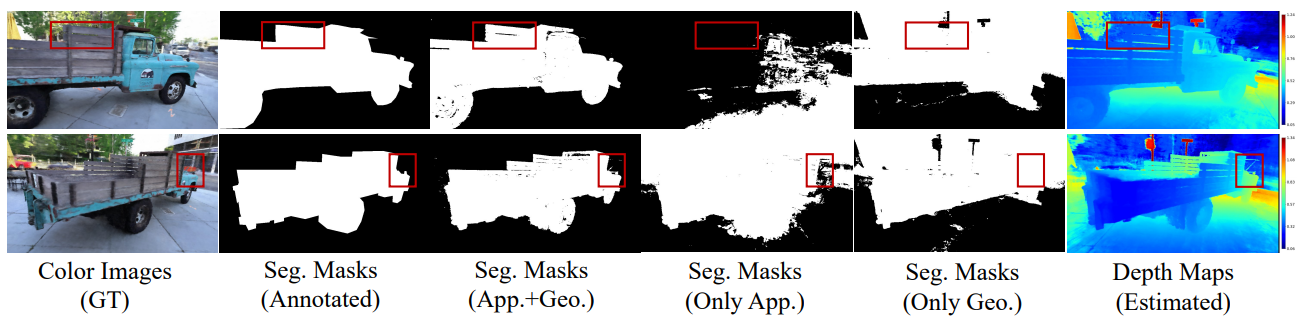 Color Images
(GT)
Seg. Masks
(Annotated)
Seg. Masks
(App.+Geo.)
Seg. Masks
(Only App.)
Seg. Masks
(Only Geo.)
Depth Maps
(Estimated)